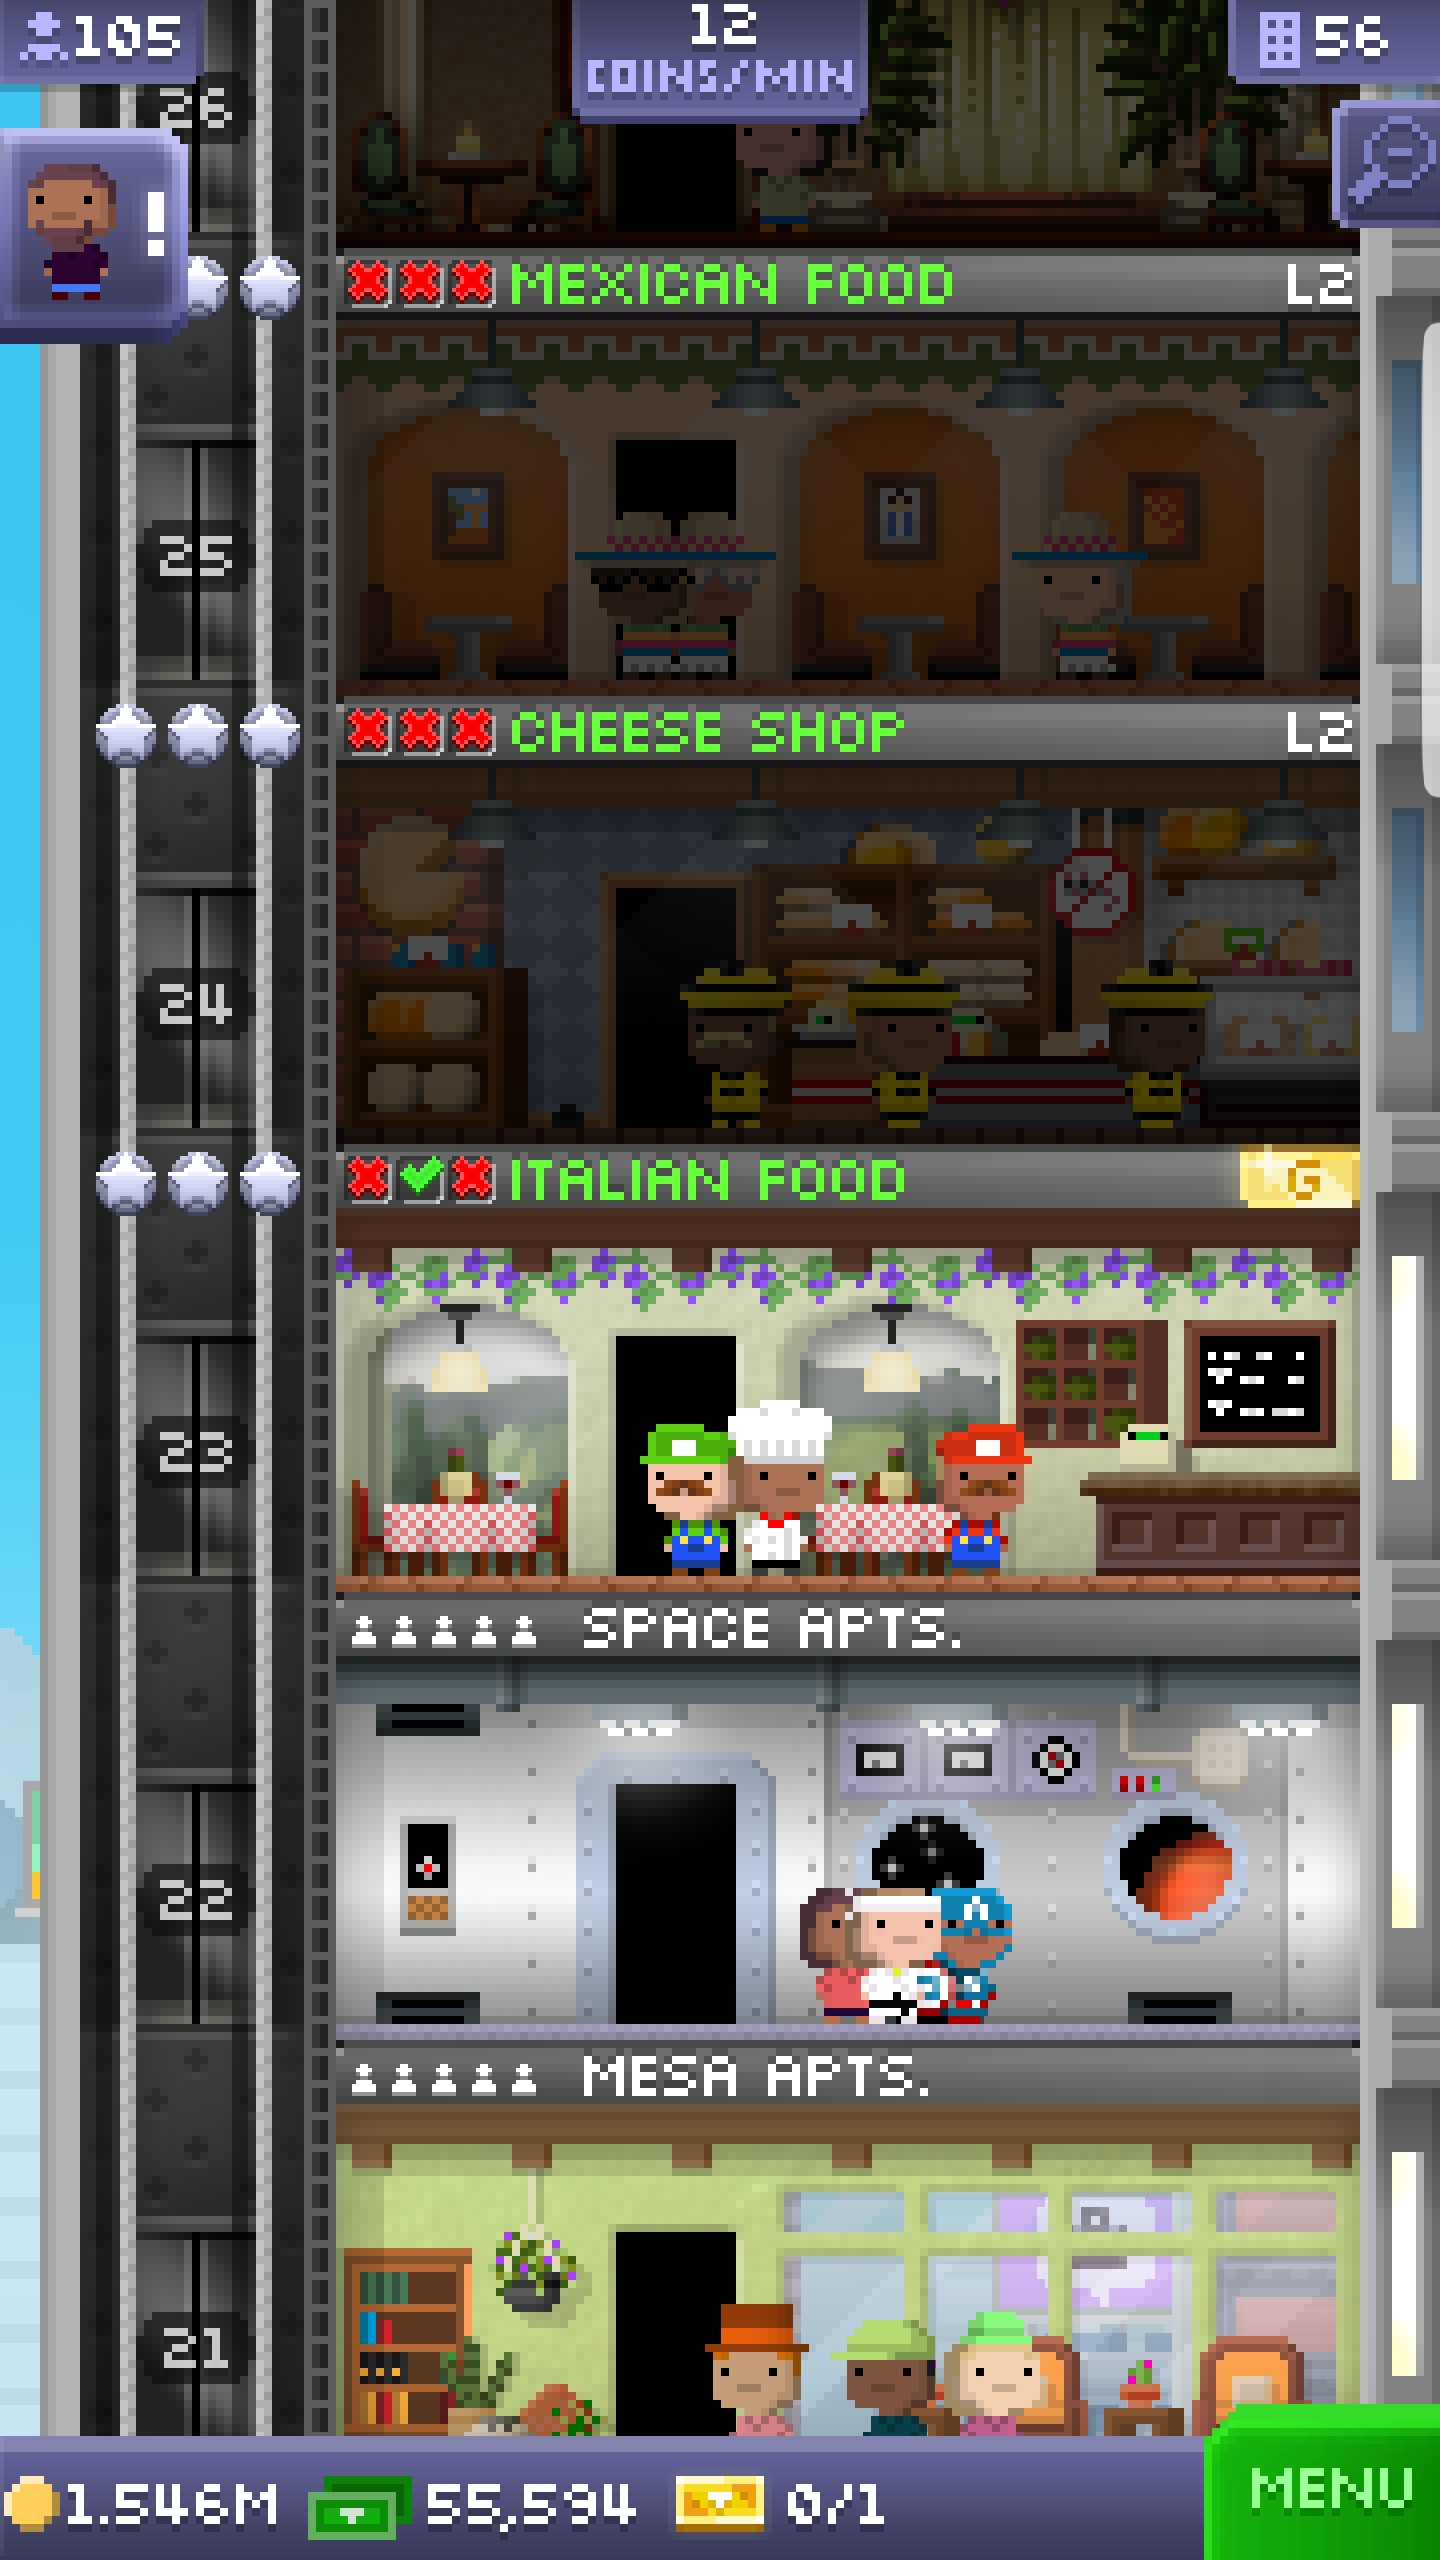 105
12
COINS/MIN
56
26
!
MEXICAN FOOD L2
25
CHEESE SHOP L2
24
ITALIAN FOOD G
23
SPACE APTS.
22
MESA APTS.
21
1.546M 55,594 0/1
MENU